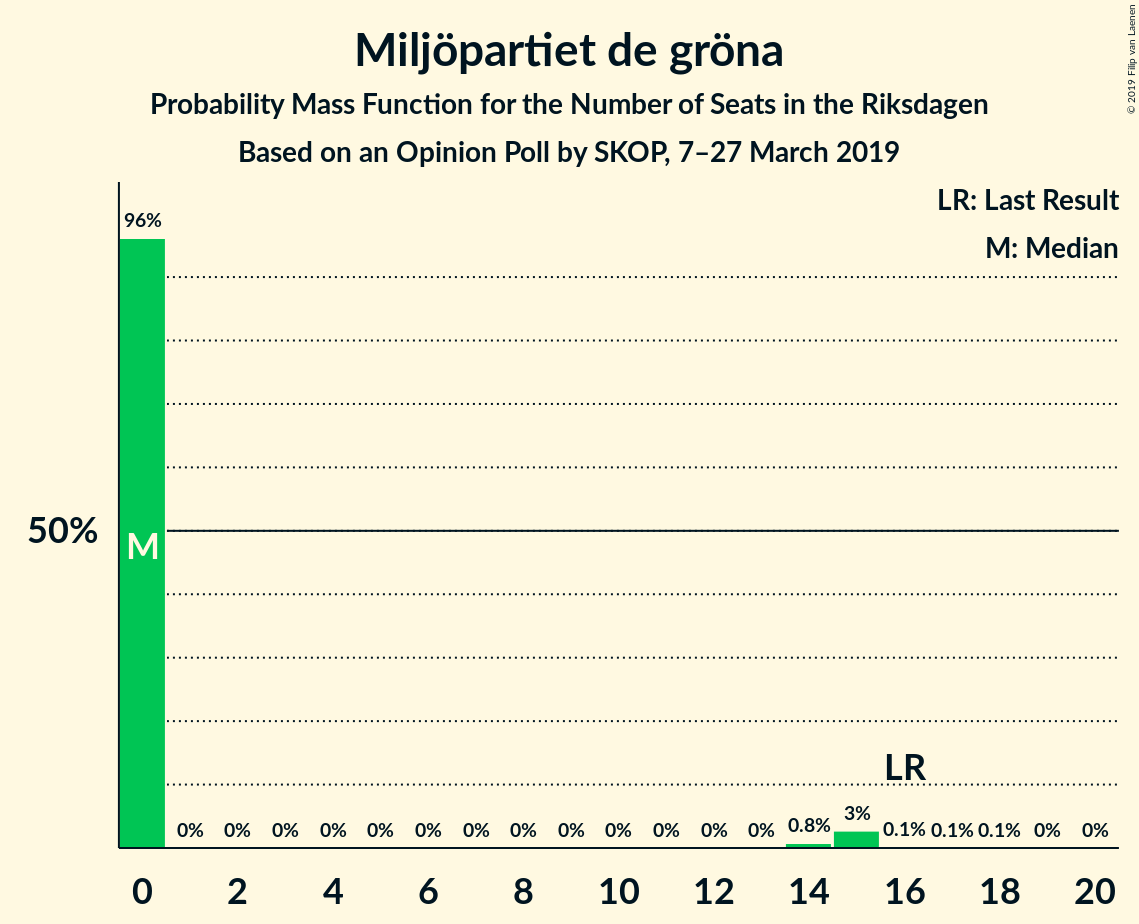 Miljöpartiet de gröna
Probability Mass Function for the Number of Seats in the Riksdagen
Based on an Opinion Poll by SKOP, 7–27 March 2019
© 2019 Filip van Laenen
LR: Last Result
M: Median
96%
50%
M
LR
0% 0% 0% 0% 0% 0% 0% 0% 0% 0% 0% 0% 0% 0.8% 3% 0.1% 0.1% 0.1% 0% 0%
0 2 4 6 8 10 12 14 16 18 20